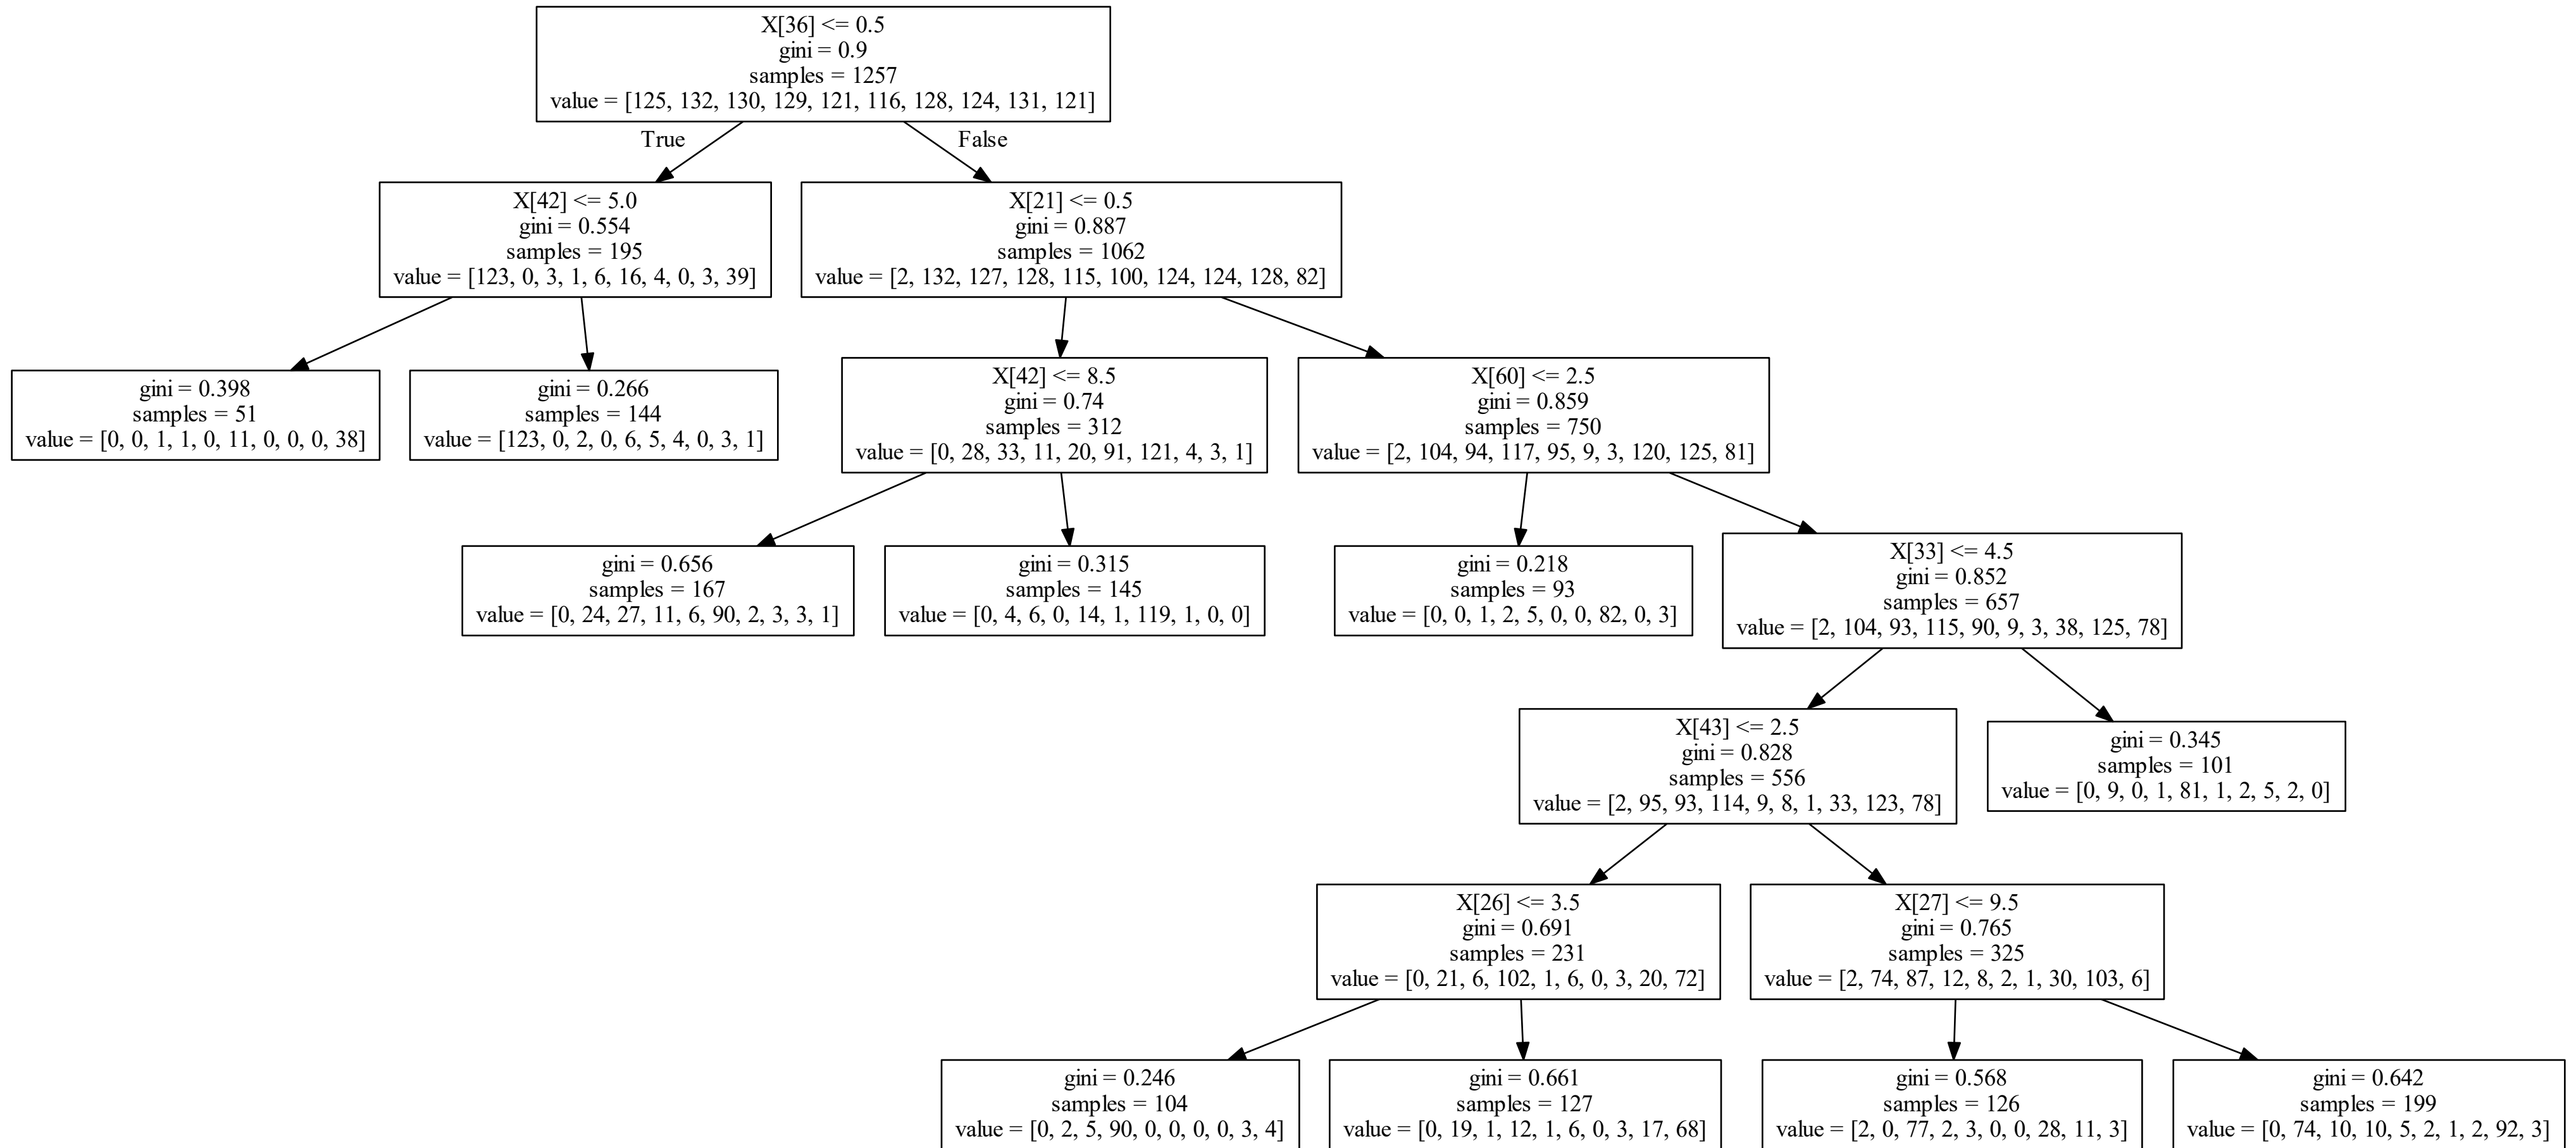 X[36] <= 0.5
gini = 0.9
samples = 1257
value = [125, 132, 130, 129, 121, 116, 128, 124, 131, 121]
True
False
X[42] <= 5.0
gini = 0.554
samples = 195
value = [123, 0, 3, 1, 6, 16, 4, 0, 3, 39]
X[21] <= 0.5
gini = 0.887
samples = 1062
value = [2, 132, 127, 128, 115, 100, 124, 124, 128, 82]
gini = 0.398
samples = 51
value = [0, 0, 1, 1, 0, 11, 0, 0, 0, 38]
gini = 0.266
samples = 144
value = [123, 0, 2, 0, 6, 5, 4, 0, 3, 1]
X[42] <= 8.5
gini = 0.74
samples = 312
value = [0, 28, 33, 11, 20, 91, 121, 4, 3, 1]
X[60] <= 2.5
gini = 0.859
samples = 750
value = [2, 104, 94, 117, 95, 9, 3, 120, 125, 81]
gini = 0.656
samples = 167
value = [0, 24, 27, 11, 6, 90, 2, 3, 3, 1]
gini = 0.315
samples = 145
value = [0, 4, 6, 0, 14, 1, 119, 1, 0, 0]
gini = 0.218
samples = 93
value = [0, 0, 1, 2, 5, 0, 0, 82, 0, 3]
X[33] <= 4.5
gini = 0.852
samples = 657
value = [2, 104, 93, 115, 90, 9, 3, 38, 125, 78]
X[43] <= 2.5
gini = 0.828
samples = 556
value = [2, 95, 93, 114, 9, 8, 1, 33, 123, 78]
gini = 0.345
samples = 101
value = [0, 9, 0, 1, 81, 1, 2, 5, 2, 0]
X[26] <= 3.5
gini = 0.691
samples = 231
value = [0, 21, 6, 102, 1, 6, 0, 3, 20, 72]
X[27] <= 9.5
gini = 0.765
samples = 325
value = [2, 74, 87, 12, 8, 2, 1, 30, 103, 6]
gini = 0.246
samples = 104
value = [0, 2, 5, 90, 0, 0, 0, 0, 3, 4]
gini = 0.661
samples = 127
value = [0, 19, 1, 12, 1, 6, 0, 3, 17, 68]
gini = 0.568
samples = 126
value = [2, 0, 77, 2, 3, 0, 0, 28, 11, 3]
gini = 0.642
samples = 199
value = [0, 74, 10, 10, 5, 2, 1, 2, 92, 3]